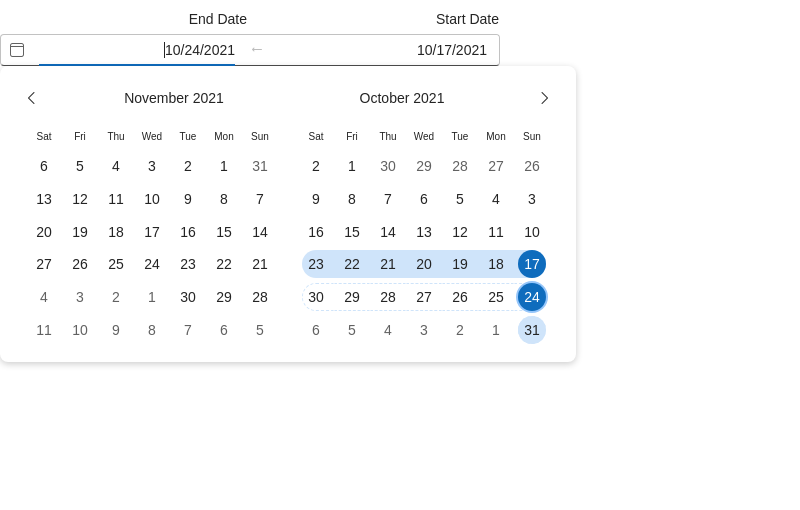 Start Date End Date
10/17/2021 ← 10/24/2021
October 2021 November 2021
Sun Mon Tue Wed Thu Fri Sat Sun Mon Tue Wed Thu Fri Sat
26 27 28 29 30 1 2 31 1 2 3 4 5 6
3 4 5 6 7 8 9 7 8 9 10 11 12 13
10 11 12 13 14 15 16 14 15 16 17 18 19 20
17 18 19 20 21 22 23 21 22 23 24 25 26 27
24 25 26 27 28 29 30 28 29 30 1 2 3 4
31 1 2 3 4 5 6 5 6 7 8 9 10 11